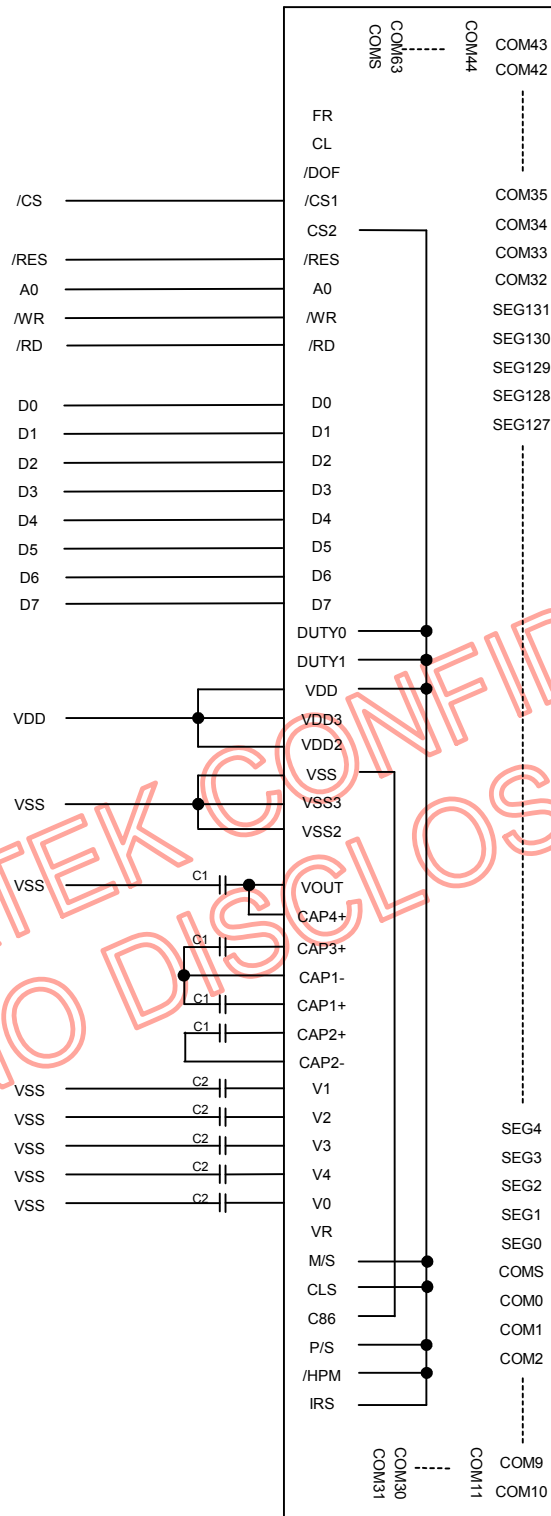 COMS COM63 COM44 COM43
COM42
FR
CL
/DOF
/CS /CS1 COM35
CS2 COM34
/RES /RES COM33
A0 A0 COM32
/WR /WR SEG131
/RD /RD SEG130
SEG129
D0 D0 SEG128
D1 D1 SEG127
D2 D2
D3 D3
D4 D4
D5 D5
D6 D6
D7 D7
DUTY0
DUTY1
VDD
VDD VDD3
VDD2
VSS
VSS VSS3
VSS2
VSS C1 VOUT
CAP4+
C1 CAP3+
CAP1-
C1 CAP1+
C1 CAP2+
CAP2-
VSS C2 V1
VSS C2 V2 SEG4
VSS C2 V3 SEG3
VSS C2 V4 SEG2
VSS C2 V0 SEG1
VR SEG0
M/S COMS
CLS COM0
C86 COM1
P/S COM2
/HPM
IRS
COM31 COM30 COM11 COM9
COM10
TEK CONFID
NO DISCLOS